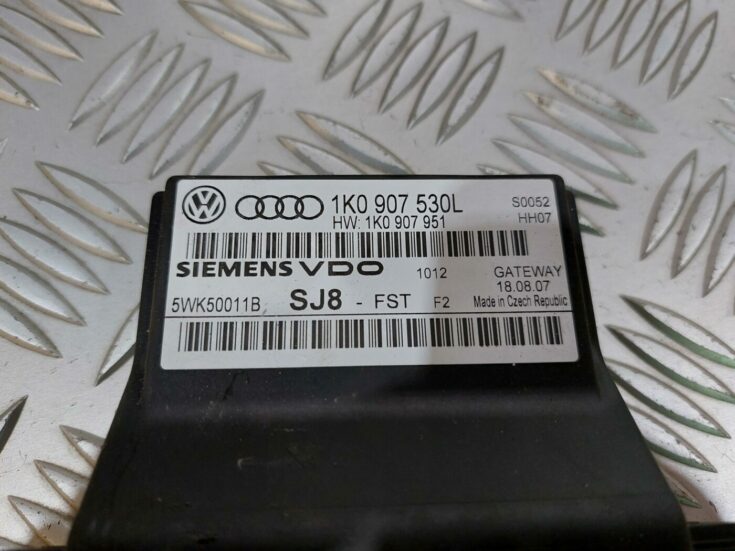 1K0 907 530L S0052
HW: 1K0 907 951 HH07
SIEMENS VDO 1012 GATEWAY
18.08.07
5WK50011B SJ8 - FST F2 Made in Czech Republic